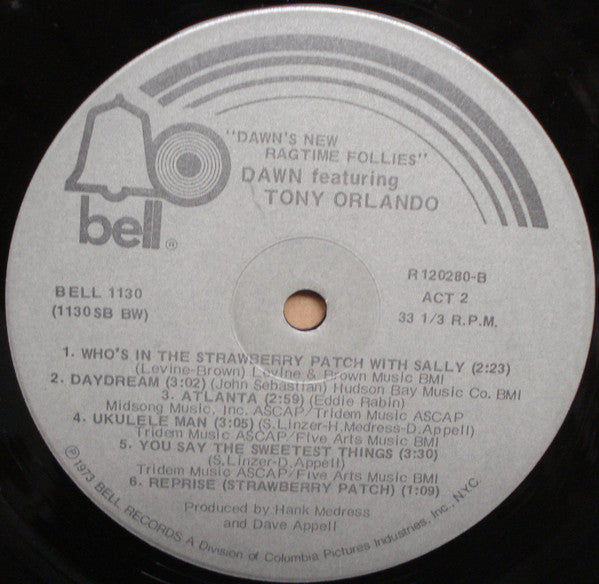 "DAWN'S NEW
RAGTIME FOLLIES"
DAWN featuring
TONY ORLANDO
bell®
BELL 1130
(1130 SB BW)
R 120280-B
ACT 2
33 1/3 R.P.M.
1. WHO'S IN THE STRAWBERRY PATCH WITH SALLY (2:23)
(Levine-Brown) Levine & Brown Music BMI
2. DAYDREAM (3:02) (John Sebastian) Hudson Bay Music Co. BMI
3. ATLANTA (2:59) (Eddie Rabin)
Midsong Music, Inc. ASCAP/Tridem Music ASCAP
4. UKULELE MAN (3:05) (S.Linzer-H.Medress-D.Appell)
Tridem Music ASCAP/Five Arts Music BMI
5. YOU SAY THE SWEETEST THINGS (3:30)
(S.Linzer-D.Appell)
Tridem Music ASCAP/Five Arts Music BMI
6. REPRISE (STRAWBERRY PATCH) (1:09)
Produced by Hank Medress
and Dave Appell
℗1973 BELL RECORDS A Division of Columbia Pictures Industries, Inc., N.Y.C.